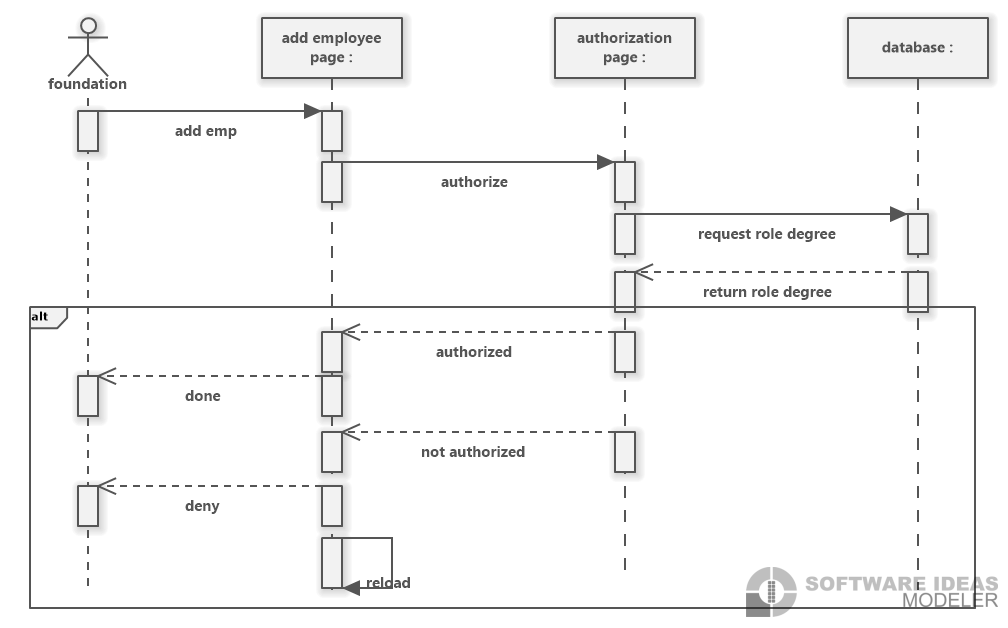 foundation
add employee
page :
authorization
page :
database :
add emp
authorize
request role degree
return role degree
alt
authorized
done
not authorized
deny
reload
SOFTWARE IDEAS
MODELER